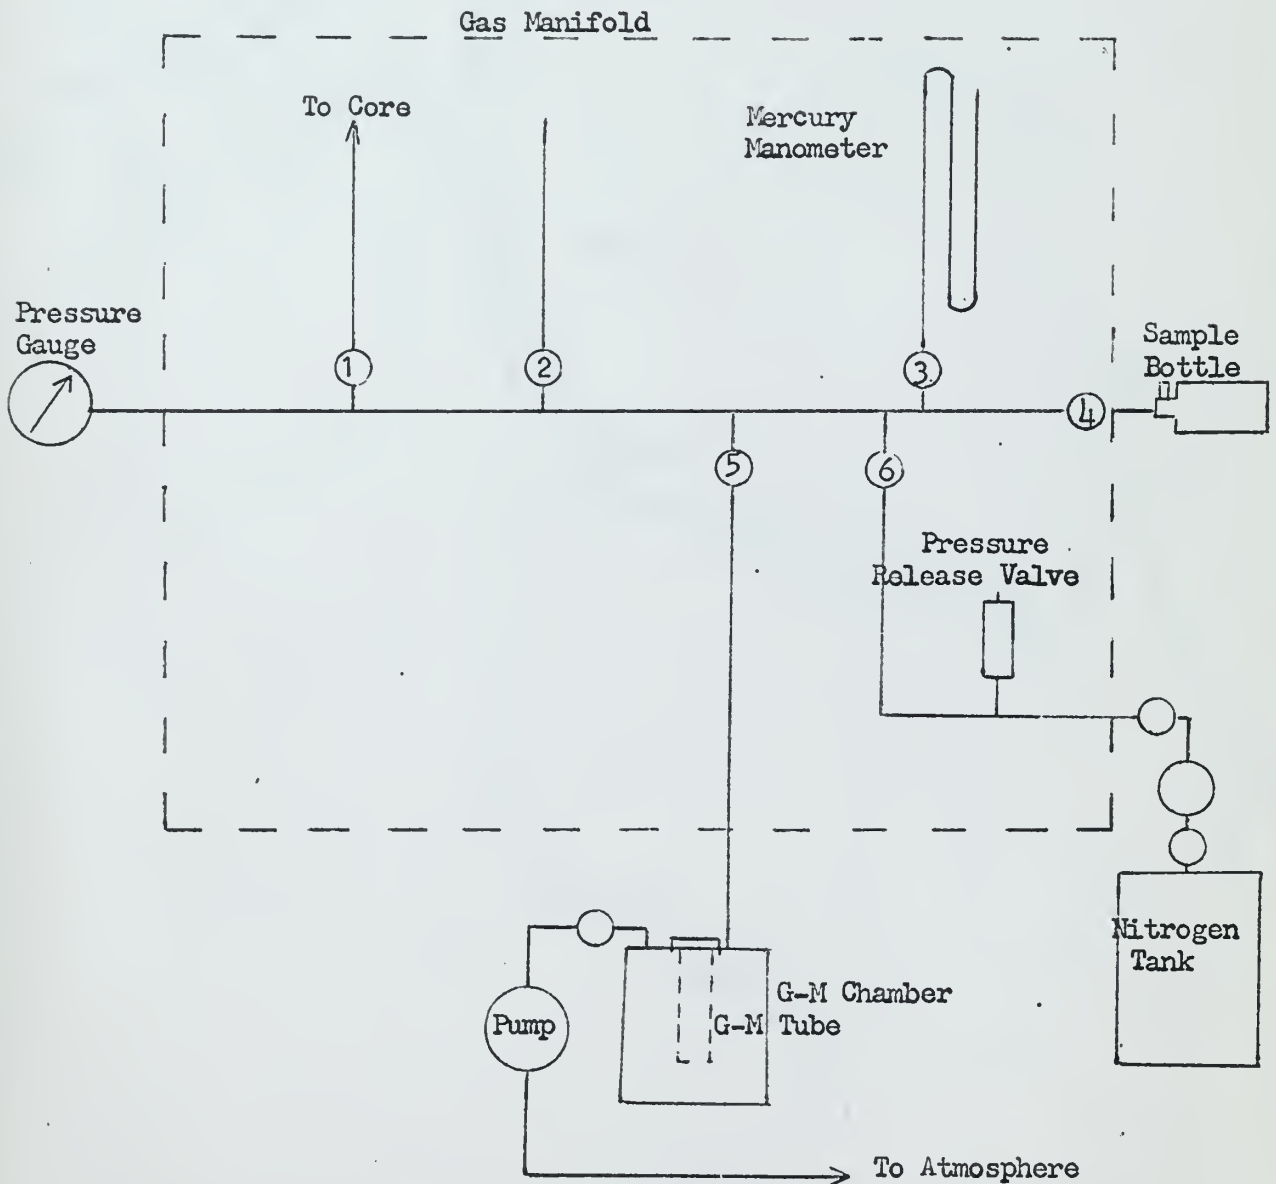 Gas Manifold
To Core
Mercury
Manometer
Pressure
Gauge
Sample
Bottle
1
2
3
4
5
6
Pressure
Release Valve
Nitrogen
Tank
G-M Chamber
G-M Tube
Pump
To Atmosphere